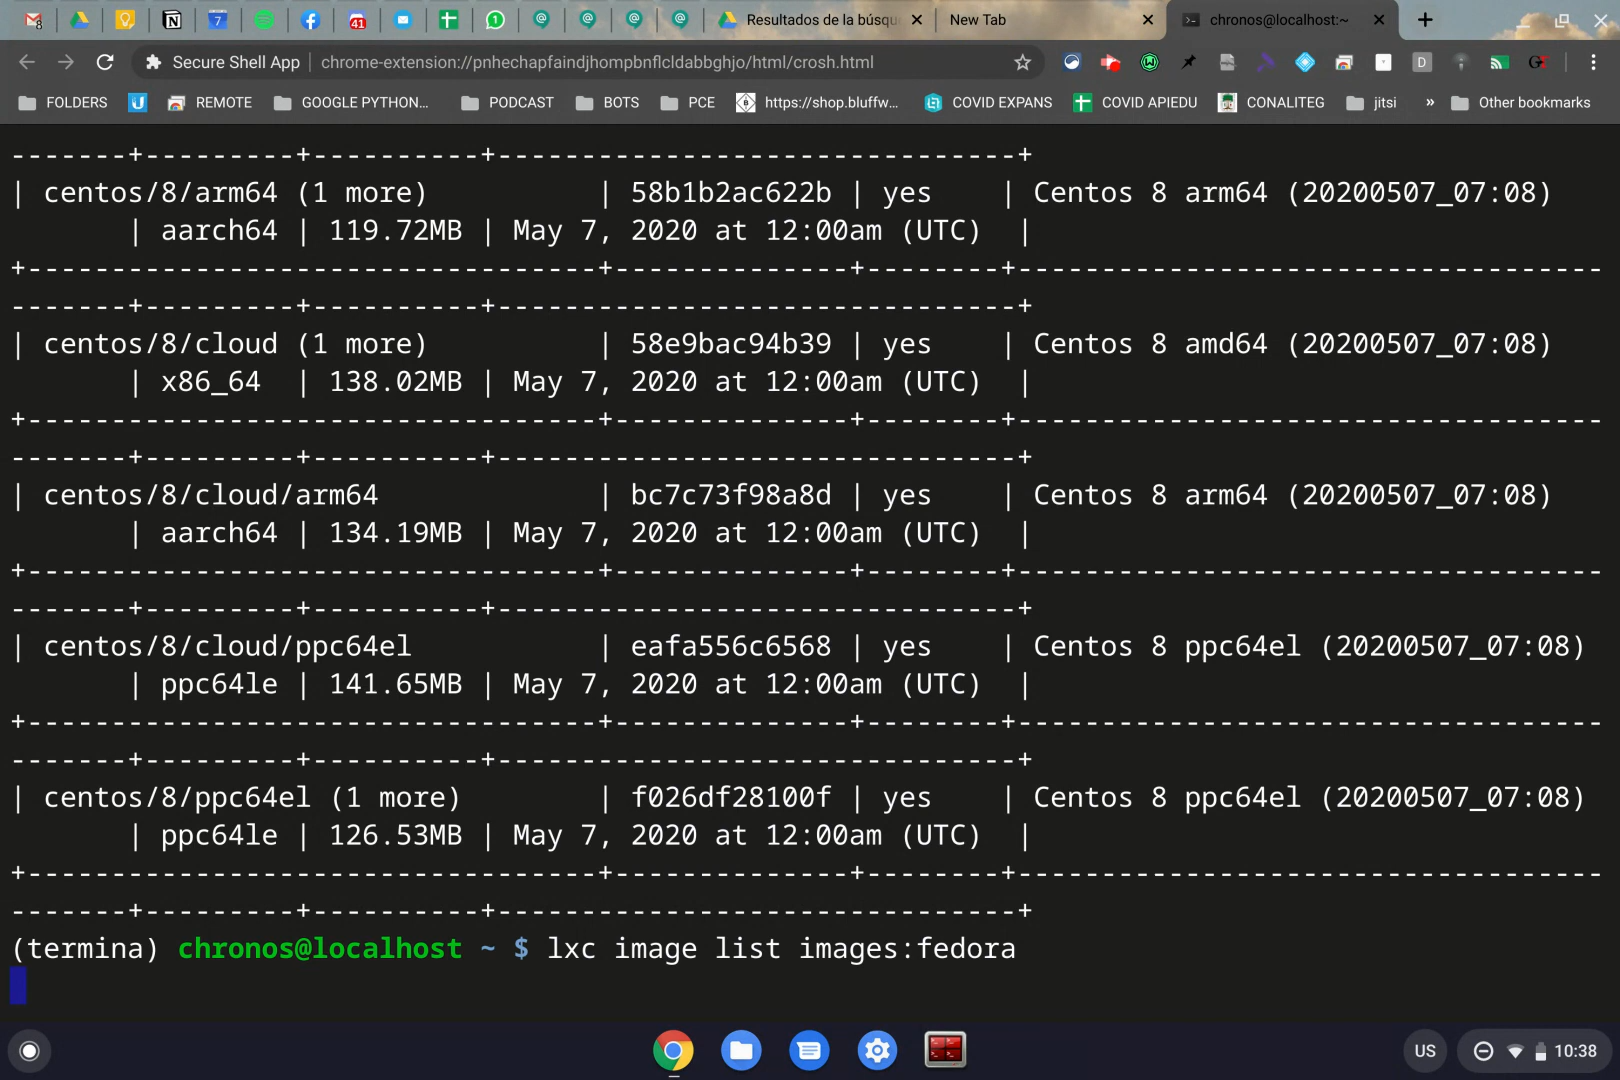 8
7
41
1
Resultados de la búsqu
New Tab
chronos@localhost:~
Secure Shell App
chrome-extension://pnhechapfaindjhompbnflcldabbghjo/html/crosh.html
D
FOLDERS
REMOTE
GOOGLE PYTHON...
PODCAST
BOTS
PCE
https://shop.bluffw...
COVID EXPANS
COVID APIEDU
CONALITEG
jitsi
»
Other bookmarks
-------+---------+----------+-------------------------------+
| centos/8/arm64 (1 more)           | 58b1b2ac622b | yes    | Centos 8 arm64 (20200507_07:08)
       | aarch64 | 119.72MB | May 7, 2020 at 12:00am (UTC)  |
+-----------------------------------+--------------+--------+-----------------------------------
-------+---------+----------+-------------------------------+
| centos/8/cloud (1 more)           | 58e9bac94b39 | yes    | Centos 8 amd64 (20200507_07:08)
       | x86_64  | 138.02MB | May 7, 2020 at 12:00am (UTC)  |
+-----------------------------------+--------------+--------+-----------------------------------
-------+---------+----------+-------------------------------+
| centos/8/cloud/arm64              | bc7c73f98a8d | yes    | Centos 8 arm64 (20200507_07:08)
       | aarch64 | 134.19MB | May 7, 2020 at 12:00am (UTC)  |
+-----------------------------------+--------------+--------+-----------------------------------
-------+---------+----------+-------------------------------+
| centos/8/cloud/ppc64el            | eafa556c6568 | yes    | Centos 8 ppc64el (20200507_07:08)
       | ppc64le | 141.65MB | May 7, 2020 at 12:00am (UTC)  |
+-----------------------------------+--------------+--------+-----------------------------------
-------+---------+----------+-------------------------------+
| centos/8/ppc64el (1 more)         | f026df28100f | yes    | Centos 8 ppc64el (20200507_07:08)
       | ppc64le | 126.53MB | May 7, 2020 at 12:00am (UTC)  |
+-----------------------------------+--------------+--------+-----------------------------------
-------+---------+----------+-------------------------------+
(termina) chronos@localhost ~ $ lxc image list images:fedora
US
10:38